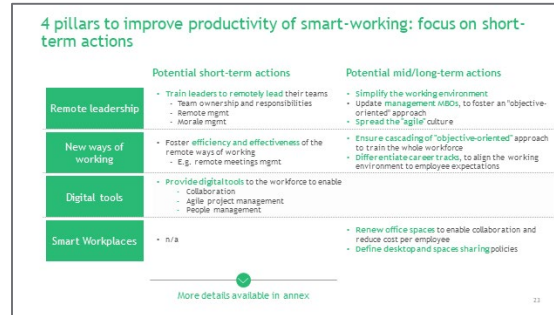 4 pillars to improve productivity of smart-working: focus on short-
term actions
Potential short-term actions
Potential mid/long-term actions
Remote leadership
• Train leaders to remotely lead their teams
- Team ownership and responsibilities
- Remote mgmt
- Morale mgmt
• Simplify the working environment
• Update management MBOs, to foster an "objective-
oriented" approach
• Spread the "agile" culture
New ways of
working
• Foster efficiency and effectiveness of the
remote ways of working
- E.g. remote meetings mgmt
• Ensure cascading of "objective-oriented" approach
to train the whole workforce
• Differentiate career tracks, to align the working
environment to employee expectations
Digital tools
• Provide digital tools to the workforce to enable
- Collaboration
- Agile project management
- People management
Smart Workplaces
• n/a
• Renew office spaces to enable collaboration and
reduce cost per employee
• Define desktop and spaces sharing policies
More details available in annex
23